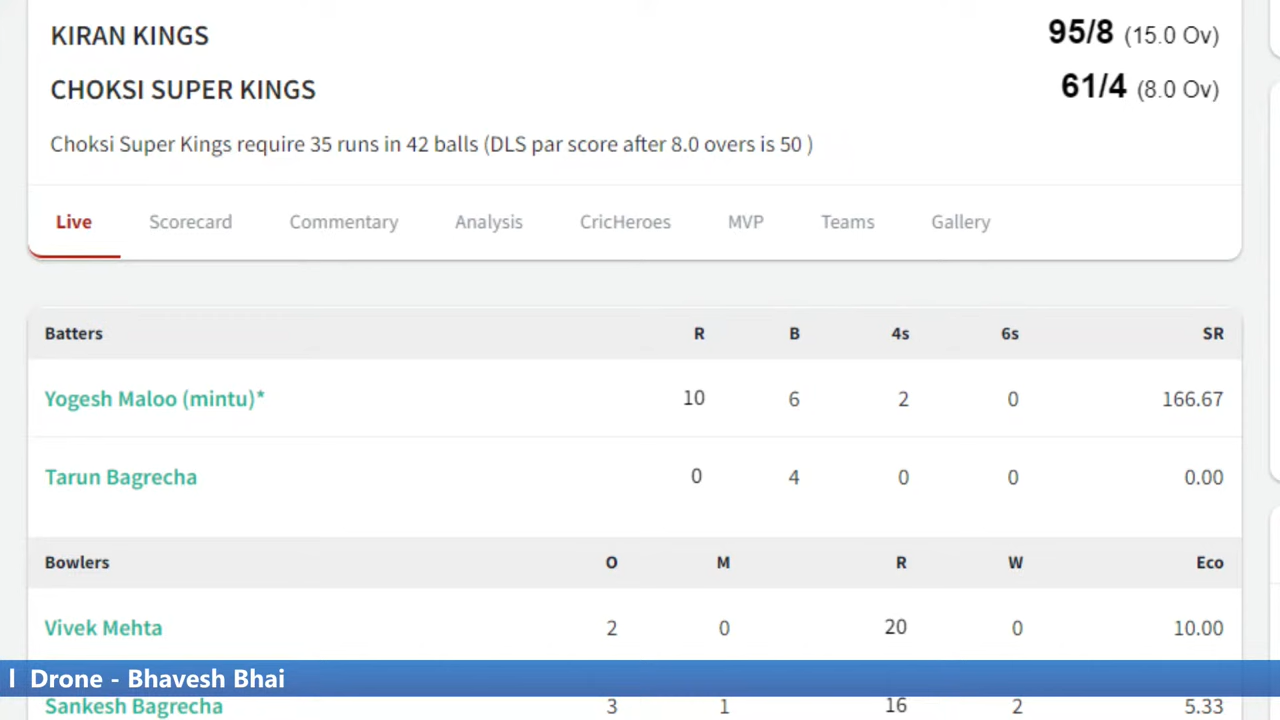 KIRAN KINGS 95/8 (15.0 Ov)
CHOKSI SUPER KINGS 61/4 (8.0 Ov)
Choksi Super Kings require 35 runs in 42 balls (DLS par score after 8.0 overs is 50 )
Live Scorecard Commentary Analysis CricHeroes MVP Teams Gallery
Batters R B 4s 6s SR
Yogesh Maloo (mintu)* 10 6 2 0 166.67
Tarun Bagrecha 0 4 0 0 0.00
Bowlers O M R W Eco
Vivek Mehta 2 0 20 0 10.00
l Drone - Bhavesh Bhai
Sankesh Bagrecha 3 1 16 2 5.33